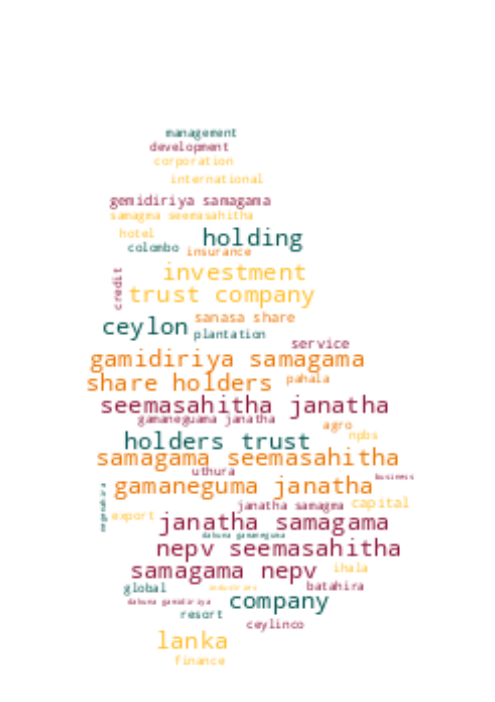 management
development
corporation
international
gemidiriya samagama
samagma seemasahitha
hotel
holding
colombo
insurance
investment
credit
trust company
sanasa share
ceylon
plantation
service
gamidiriya samagama
share holders
pahala
seemasahitha janatha
gamaneguama janatha
agro
npbs
holders trust
samagama seemasahitha
uthura
business
gamaneguma janatha
janatha samagma
capital
export
janatha samagama
dakuna gamaneguma
nepv seemasahitha
samagama nepv
ihala
batahira
global
dakuna gamidiriya
company
resort
ceylinco
lanka
finance